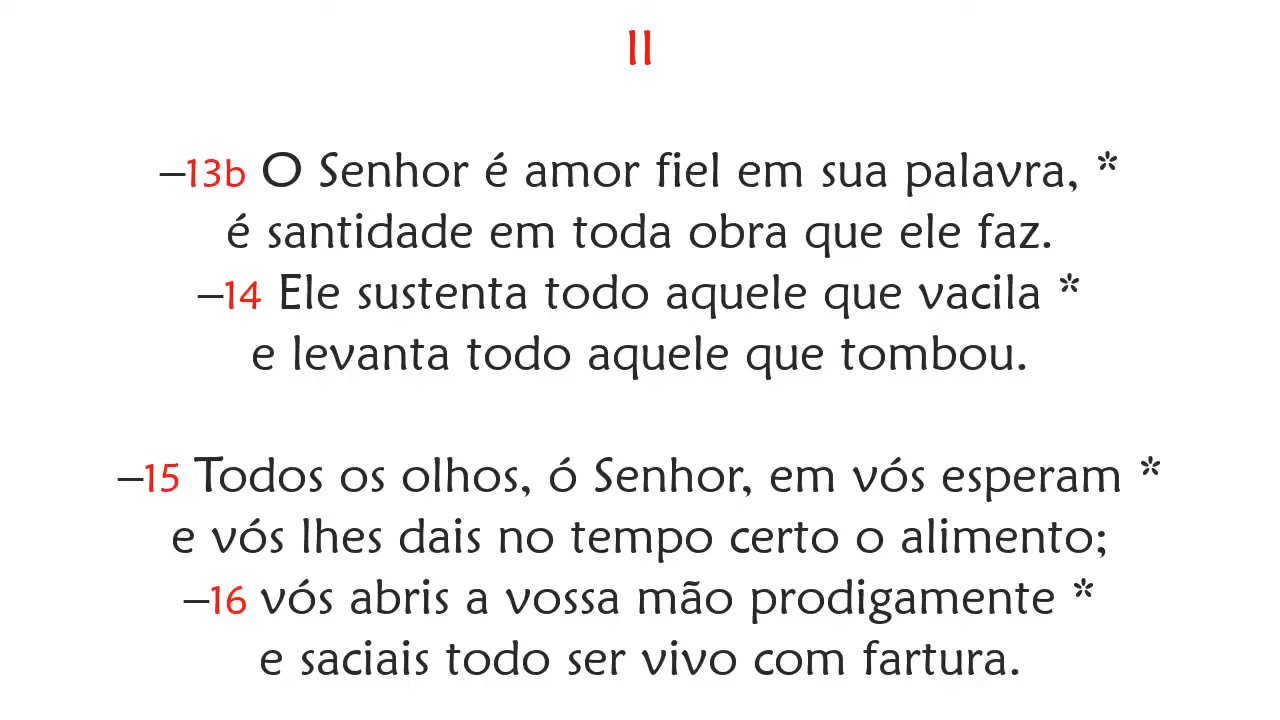 II
–13b O Senhor é amor fiel em sua palavra, *
é santidade em toda obra que ele faz.
–14 Ele sustenta todo aquele que vacila *
e levanta todo aquele que tombou.
–15 Todos os olhos, ó Senhor, em vós esperam *
e vós lhes dais no tempo certo o alimento;
–16 vós abris a vossa mão prodigamente *
e saciais todo ser vivo com fartura.